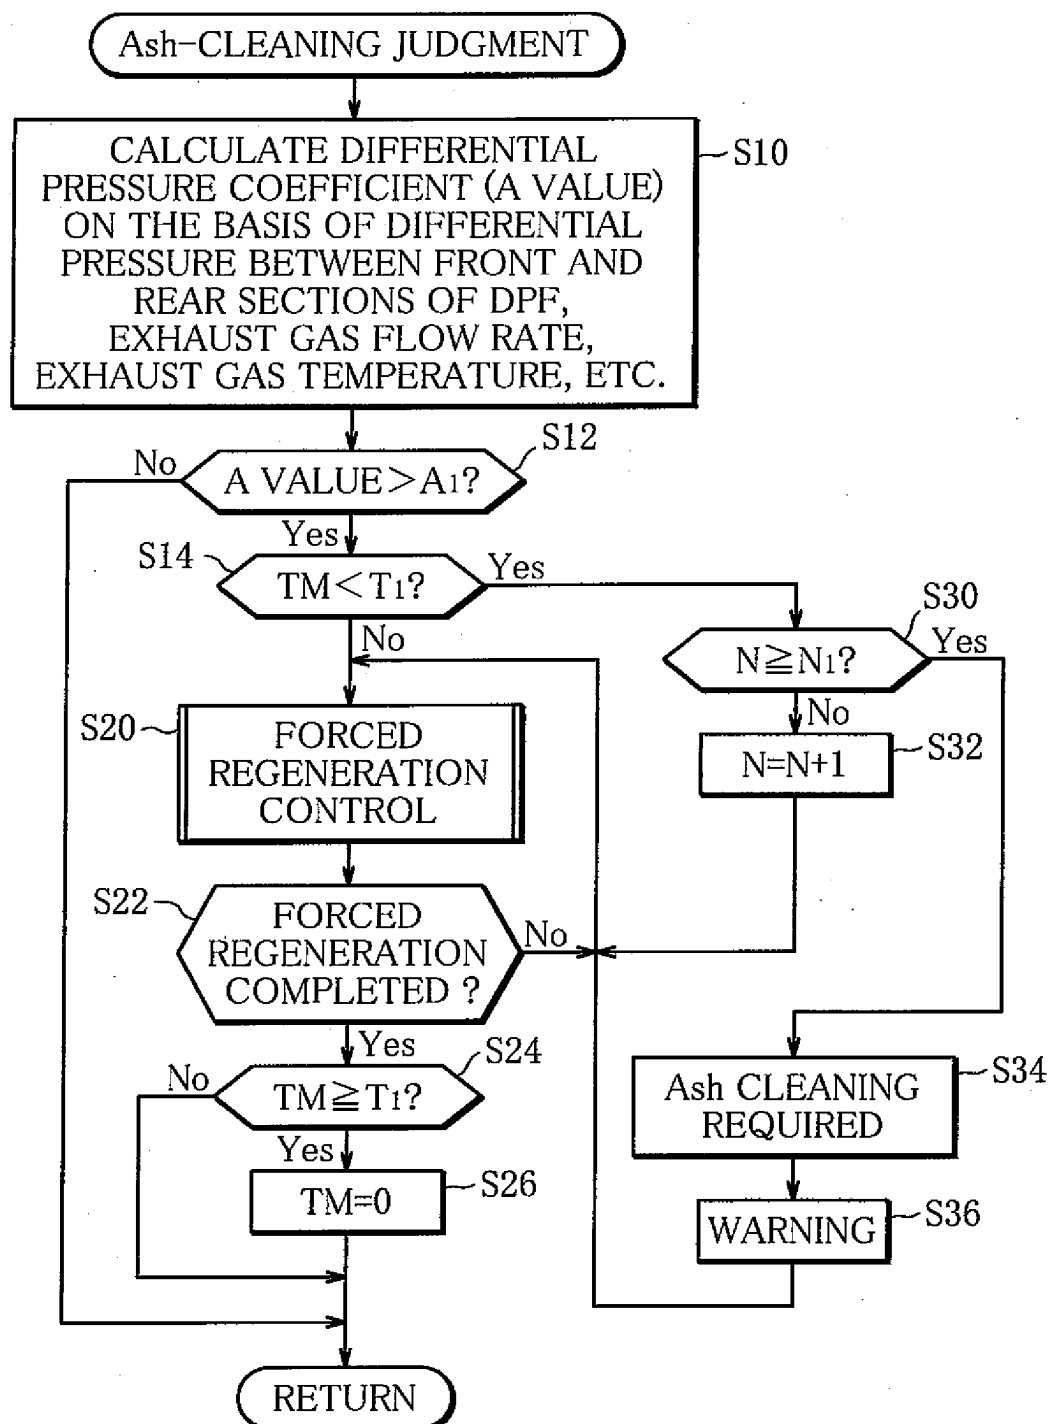 Ash-CLEANING JUDGMENT
CALCULATE DIFFERENTIAL
PRESSURE COEFFICIENT (A VALUE)
ON THE BASIS OF DIFFERENTIAL
PRESSURE BETWEEN FRONT AND
REAR SECTIONS OF DPF,
EXHAUST GAS FLOW RATE,
EXHAUST GAS TEMPERATURE, ETC.
S10
S12
No
A VALUE>A1?
Yes
S14
TM<T1?
Yes
No
S30
N≧N1?
Yes
No
S32
N=N+1
S20
FORCED
REGENERATION
CONTROL
S22
FORCED
REGENERATION
COMPLETED ?
No
Yes
S24
No
TM≧T1?
Yes
S26
TM=0
S34
Ash CLEANING
REQUIRED
S36
WARNING
RETURN